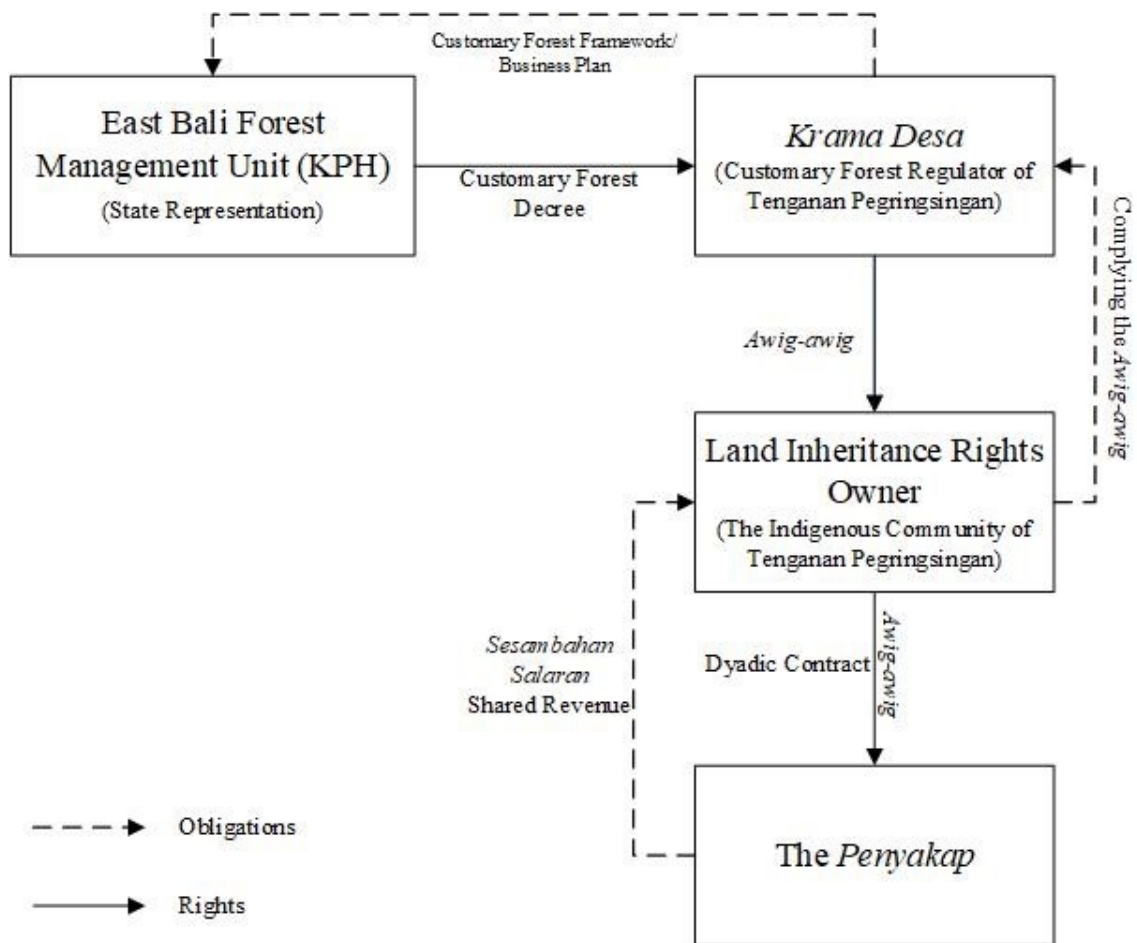 Customary Forest Framework/
Business Plan
East Bali Forest
Management Unit (KPH)
(State Representation)
Customary Forest
Decree
Krama Desa
(Customary Forest Regulator of
Tenganan Pegringsingan)
Complying the Awig-awig
Awig-awig
Land Inheritance Rights
Owner
(The Indigenous Community of
Tenganan Pegringsingan)
Sesambahan
Salaran
Shared Revenue
Dyadic Contract
Awig-awig
The Penyakap
Obligations
Rights